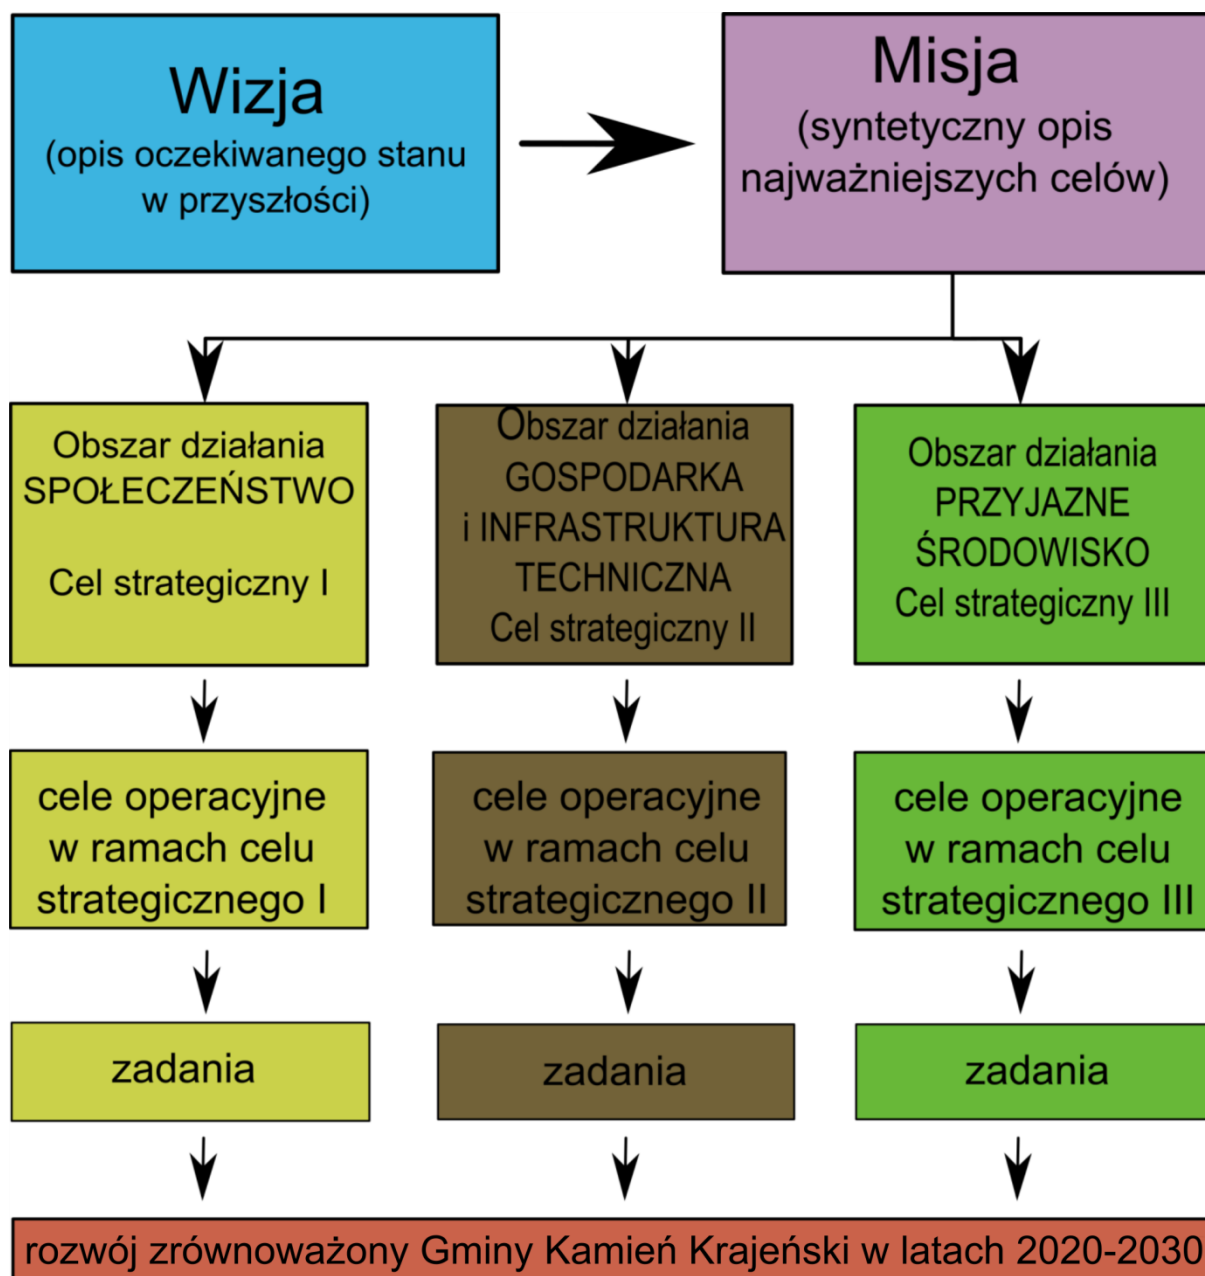 Wizja
(opis oczekiwanego stanu
w przyszłości)
Misja
(syntetyczny opis
najważniejszych celów)
Obszar działania
SPOŁECZEŃSTWO
Cel strategiczny I
Obszar działania
GOSPODARKA
i INFRASTRUKTURA
TECHNICZNA
Cel strategiczny II
Obszar działania
PRZYJAZNE
ŚRODOWISKO
Cel strategiczny III
cele operacyjne
w ramach celu
strategicznego I
cele operacyjne
w ramach celu
strategicznego II
cele operacyjne
w ramach celu
strategicznego III
zadania
zadania
zadania
rozwój zrównoważony Gminy Kamień Krajeński w latach 2020-2030